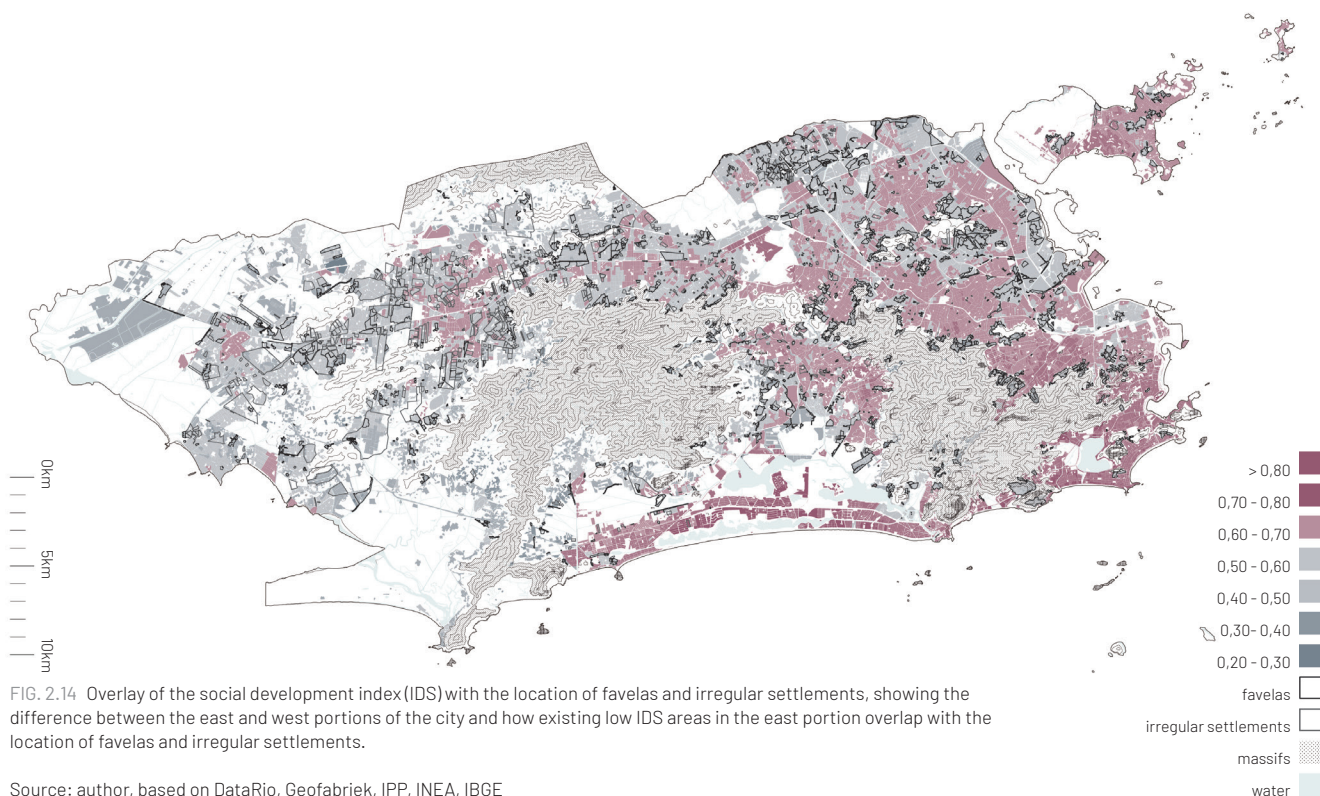 0km
5km
10km
> 0,80
0,70 - 0,80
0,60 - 0,70
0,50 - 0,60
0,40 - 0,50
0,30- 0,40
0,20 - 0,30
favelas
irregular settlements
massifs
water
FIG. 2.14 Overlay of the social development index (IDS) with the location of favelas and irregular settlements, showing the
difference between the east and west portions of the city and how existing low IDS areas in the east portion overlap with the
location of favelas and irregular settlements.
Source: author, based on DataRio, Geofabriek, IPP, INEA, IBGE